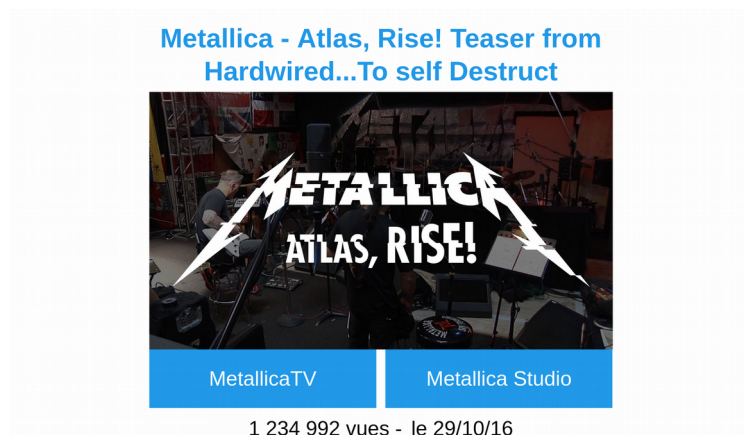 Metallica - Atlas, Rise! Teaser from
Hardwired...To self Destruct
METALLICA
ATLAS, RISE!
MetallicaTV
Metallica Studio
1 234 992 vues - le 29/10/16